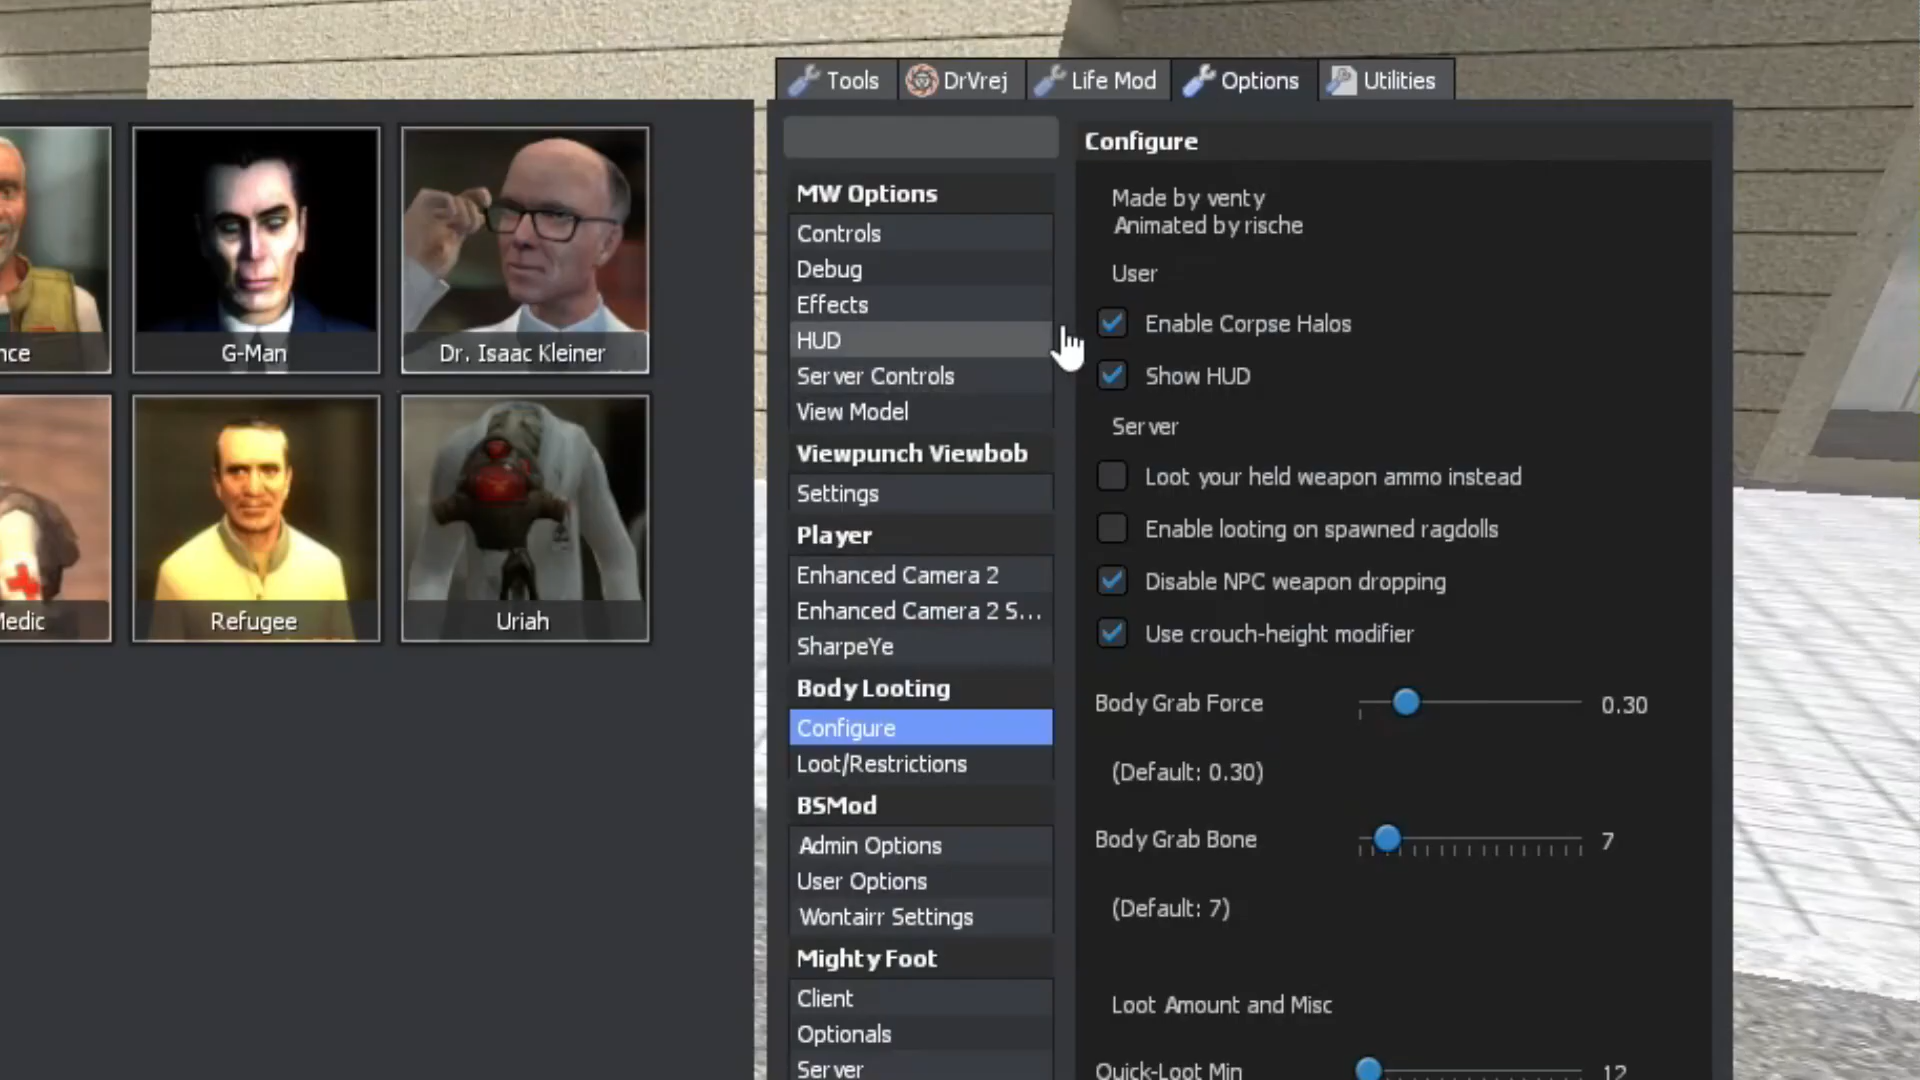 Tools
DrVrej
Life Mod
Options
Utilities
nce
G-Man
Dr. Isaac Kleiner
Medic
Refugee
Uriah
MW Options
Controls
Debug
Effects
HUD
Server Controls
View Model
Viewpunch Viewbob
Settings
Player
Enhanced Camera 2
Enhanced Camera 2 S...
SharpeYe
Body Looting
Configure
Loot/Restrictions
BSMod
Admin Options
User Options
Wontairr Settings
Mighty Foot
Client
Optionals
Server
Configure
Made by venty
Animated by rische
User
Enable Corpse Halos
Show HUD
Server
Loot your held weapon ammo instead
Enable looting on spawned ragdolls
Disable NPC weapon dropping
Use crouch-height modifier
Body Grab Force 0.30
(Default: 0.30)
Body Grab Bone 7
(Default: 7)
Loot Amount and Misc
Quick-Loot Min 12